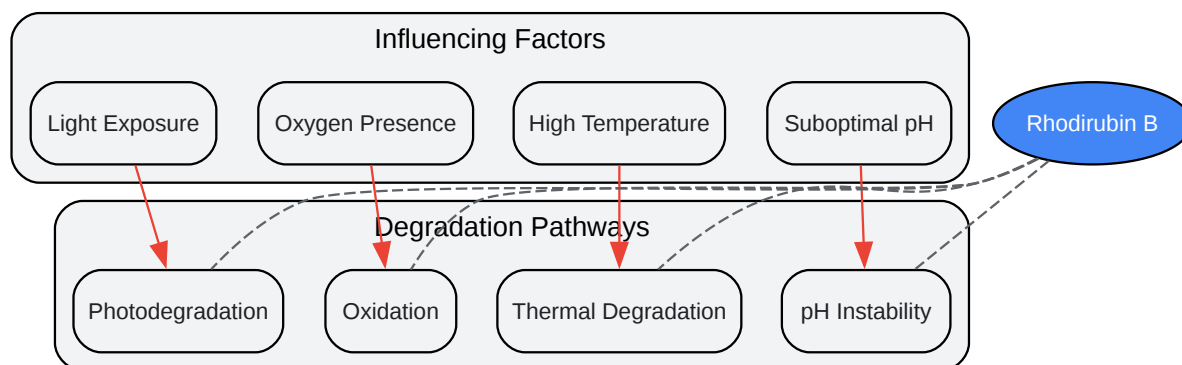 Influencing Factors
Light Exposure
Oxygen Presence
High Temperature
Suboptimal pH
Rhodirubin B
Degradation Pathways
Photodegradation
Oxidation
Thermal Degradation
pH Instability